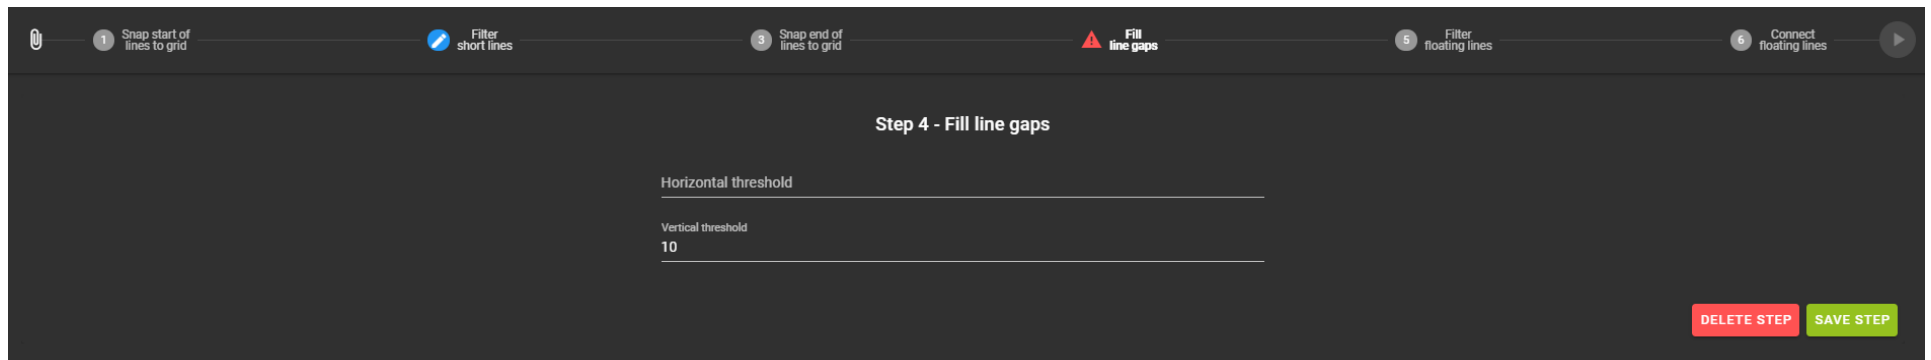 1 Snap start of
lines to grid
Filter
short lines
3 Snap end of
lines to grid
Fill
line gaps
5 Filter
floating lines
6 Connect
floating lines
Step 4 - Fill line gaps
Horizontal threshold
Vertical threshold
10
DELETE STEP SAVE STEP